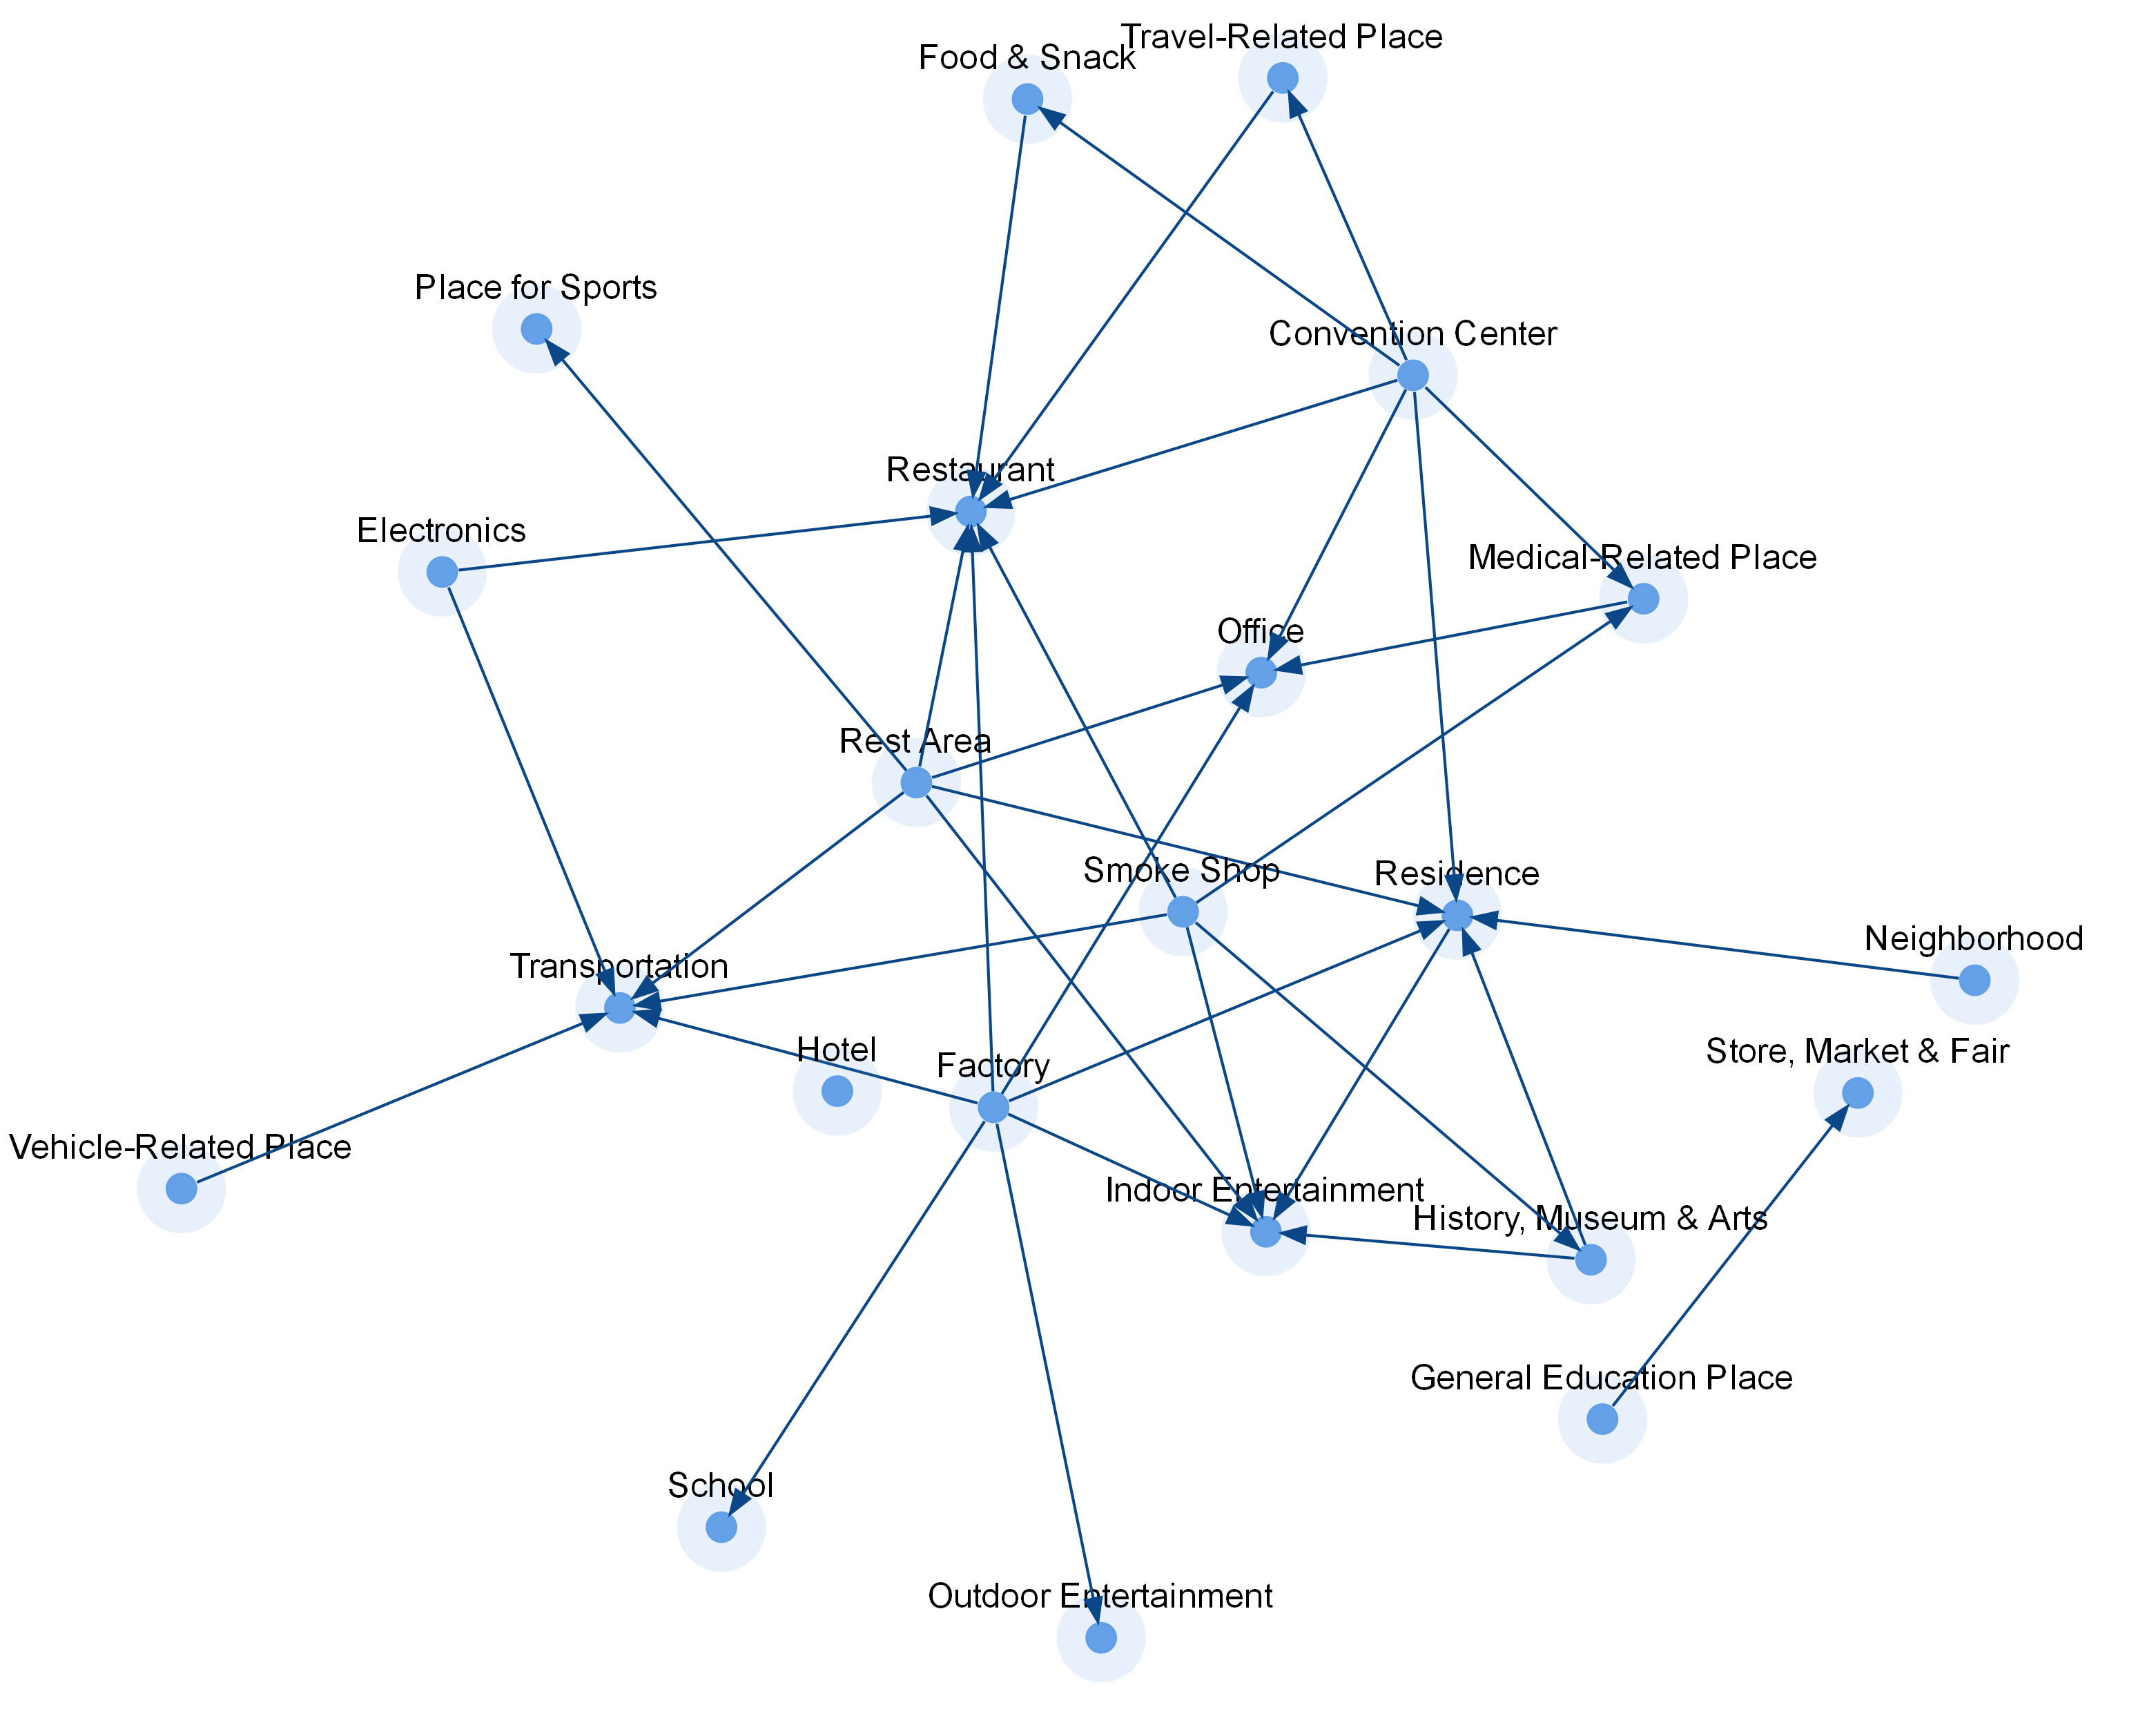 Travel-Related Place
Food & Snack
Place for Sports
Convention Center
Restaurant
Electronics
Medical-Related Place
Office
Rest Area
Smoke Shop
Residence
Neighborhood
Transportation
Hotel
Store, Market & Fair
Factory
Vehicle-Related Place
Indoor Entertainment
History, Museum & Arts
General Education Place
School
Outdoor Entertainment